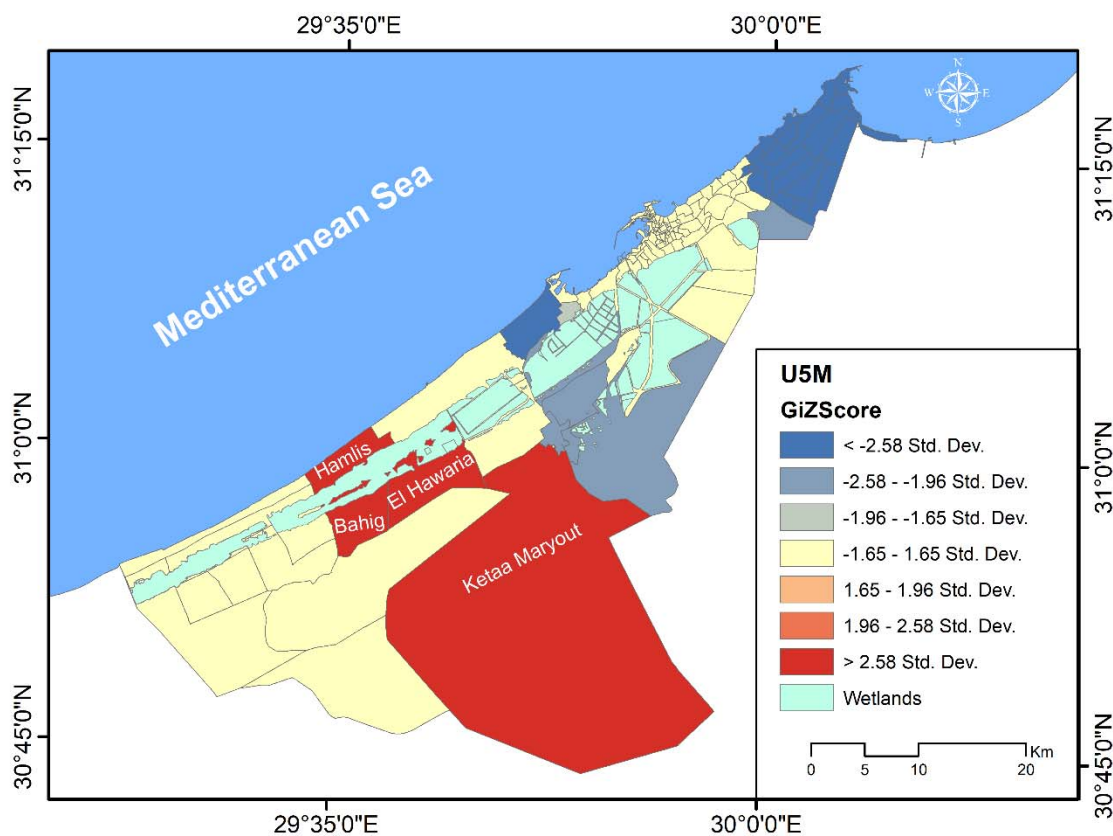 29°35'0"E
30°0'0"E
N
W
E
S
31°15'0"N
31°15'0"N
Mediterranean Sea
31°0'0"N
31°0'0"N
Hamlis
El Hawaria
Bahig
Ketaa Maryout
U5M
GiZScore
< -2.58 Std. Dev.
-2.58 - -1.96 Std. Dev.
-1.96 - -1.65 Std. Dev.
-1.65 - 1.65 Std. Dev.
1.65 - 1.96 Std. Dev.
1.96 - 2.58 Std. Dev.
> 2.58 Std. Dev.
Wetlands
Km
0 5 10 20
30°45'0"N
30°45'0"N
29°35'0"E
30°0'0"E